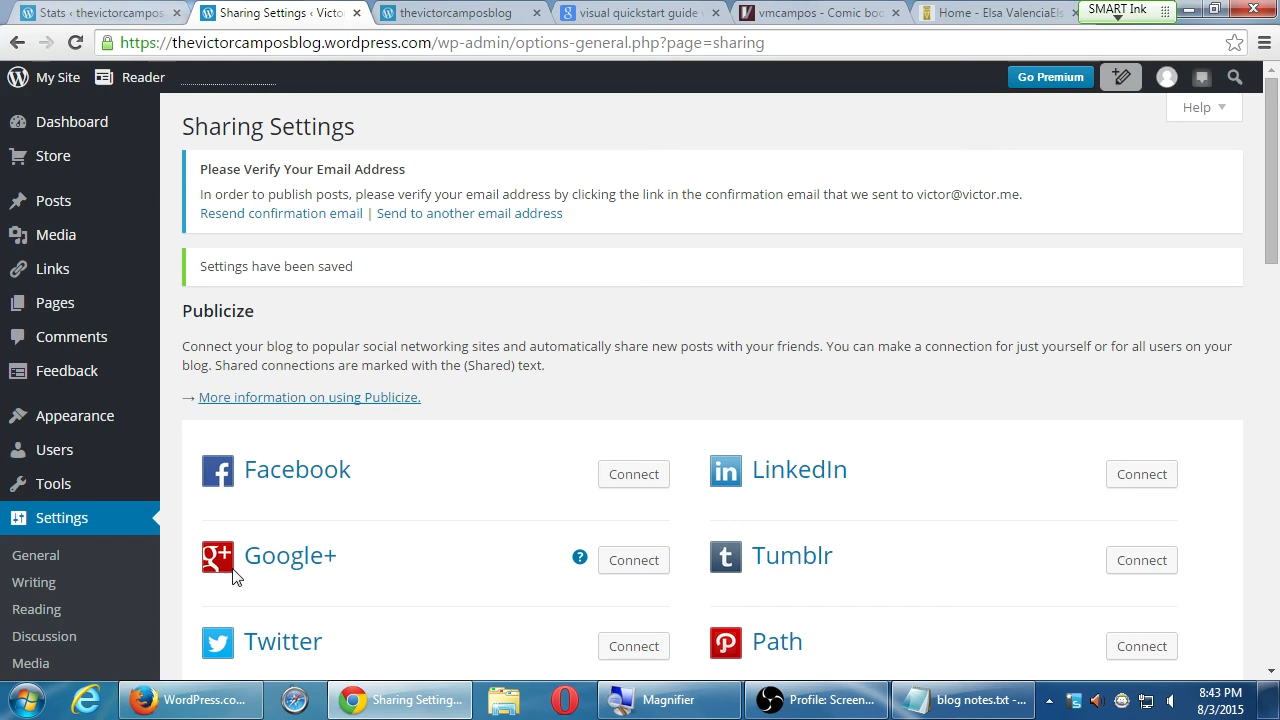 Stats ‹ thevictorcampos
Sharing Settings ‹ Victo
thevictorcamposblog
visual quickstart guide
vmcampos - Comic bo
Home - Elsa ValenciaEls
SMART Ink
https://thevictorcamposblog.wordpress.com/wp-admin/options-general.php?page=sharing
My Site
Reader
Go Premium
Dashboard
Store
Posts
Media
Links
Pages
Comments
Feedback
Appearance
Users
Tools
Settings
General
Writing
Reading
Discussion
Media
Help
Sharing Settings
Please Verify Your Email Address
In order to publish posts, please verify your email address by clicking the link in the confirmation email that we sent to victor@victor.me.
Resend confirmation email | Send to another email address
Settings have been saved
Publicize
Connect your blog to popular social networking sites and automatically share new posts with your friends. You can make a connection for just yourself or for all users on your
blog. Shared connections are marked with the (Shared) text.
→ More information on using Publicize.
Facebook
Connect
LinkedIn
Connect
Google+
?
Connect
Tumblr
Connect
Twitter
Connect
Path
Connect
WordPress.co...
Sharing Setting...
Magnifier
Profile: Screen...
blog notes.txt -...
8:43 PM
8/3/2015